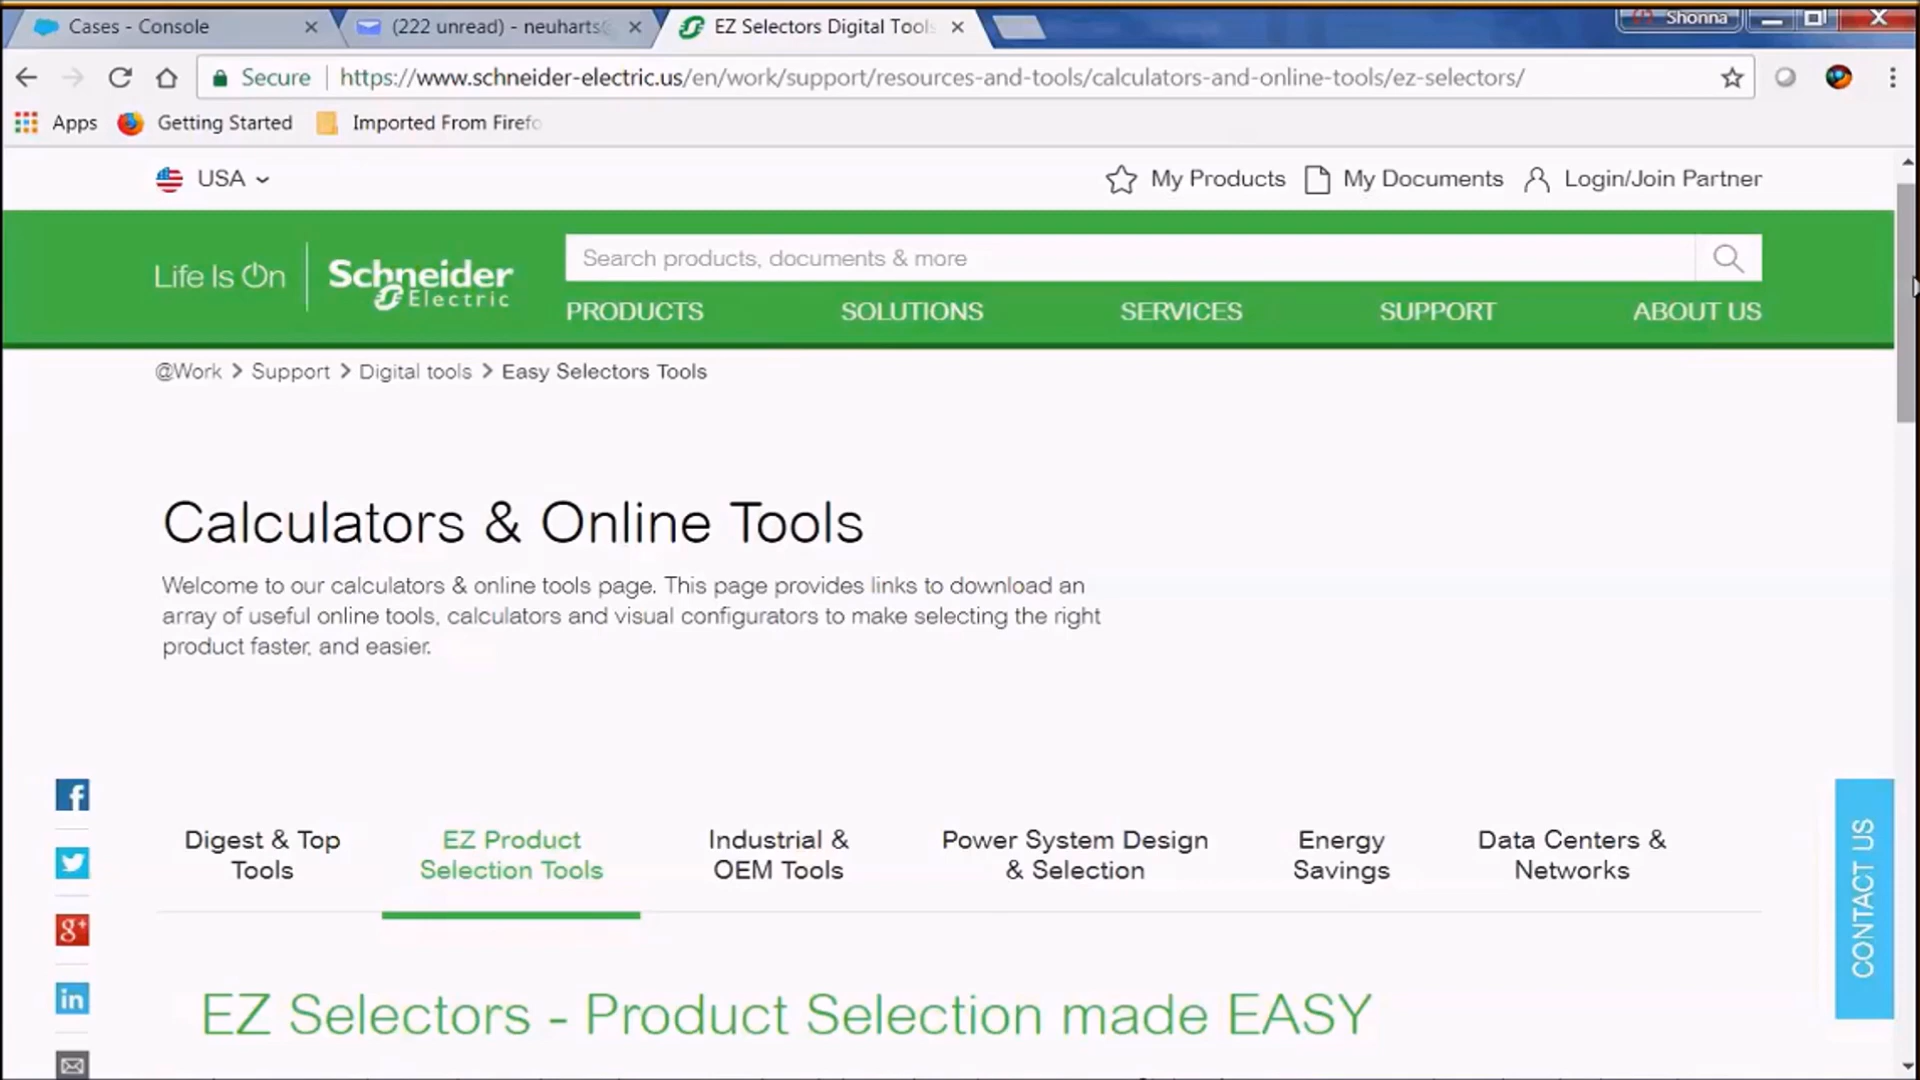 Cases - Console
(222 unread) - neuharts@
EZ Selectors Digital Tools
Shonna
Secure https://www.schneider-electric.us/en/work/support/resources-and-tools/calculators-and-online-tools/ez-selectors/
Apps Getting Started Imported From Firefo
USA My Products My Documents Login/Join Partner
Life Is On Schneider Electric
Search products, documents & more
PRODUCTS SOLUTIONS SERVICES SUPPORT ABOUT US
@Work > Support > Digital tools > Easy Selectors Tools
Calculators & Online Tools
Welcome to our calculators & online tools page. This page provides links to download an
array of useful online tools, calculators and visual configurators to make selecting the right
product faster, and easier.
Digest & Top
Tools
EZ Product
Selection Tools
Industrial &
OEM Tools
Power System Design
& Selection
Energy
Savings
Data Centers &
Networks
CONTACT US
EZ Selectors - Product Selection made EASY